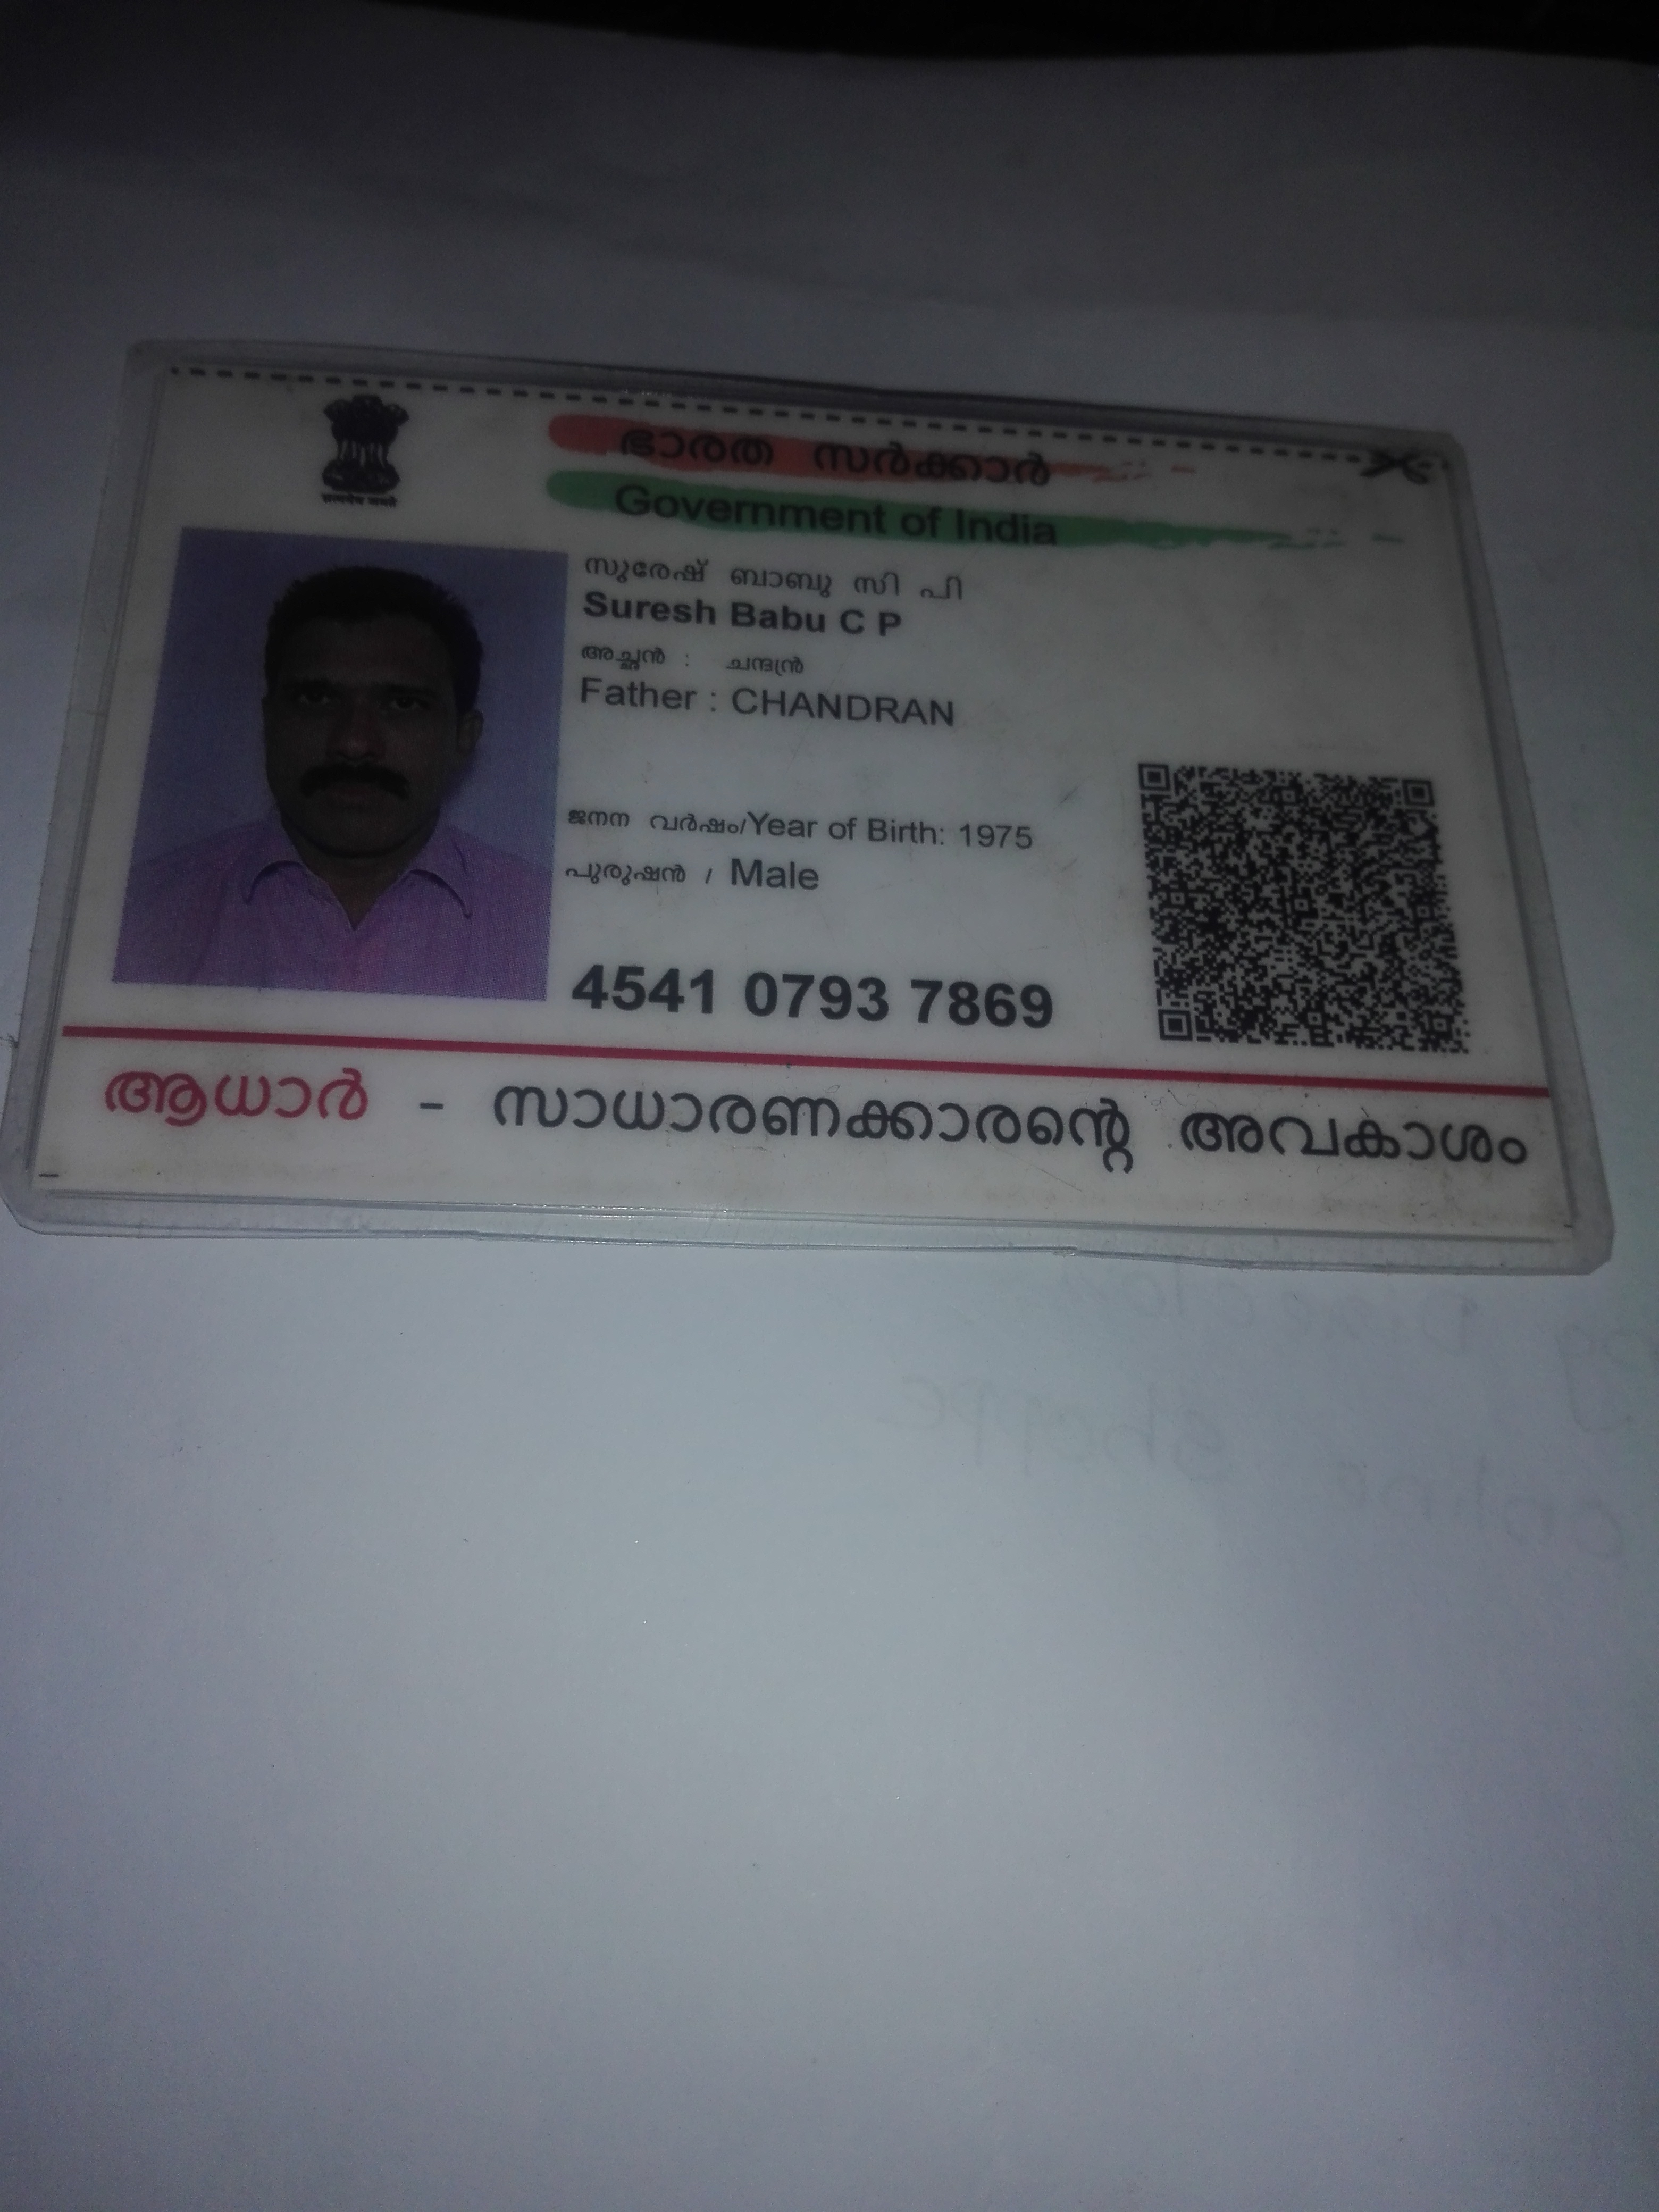 सत्यमेव जयते
ഭാരത സർക്കാർ
Government of India
സുരേഷ് ബാബു സി പി
Suresh Babu C P
അച്ഛൻ : ചന്ദ്രൻ
Father : CHANDRAN
ജനന വർഷം/Year of Birth: 1975
പുരുഷൻ / Male
4541 0793 7869
ആധാർ - സാധാരണക്കാരന്റെ അവകാശം